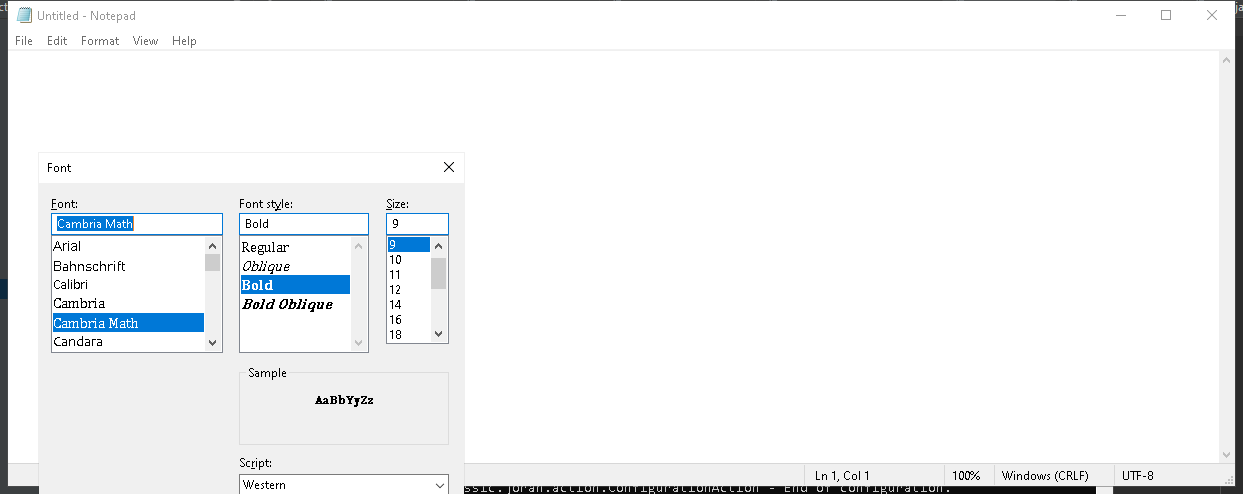 Untitled - Notepad
File Edit Format View Help
Font
Font: Font style: Size:
Cambria Math Bold 9
Arial Regular 9
Bahnschrift Oblique 10
Calibri Bold 11
Cambria Bold Oblique 12
Cambria Math 14
Candara 16
18
Sample
AaBbYyZz
Script:
Western
Ln 1, Col 1 100% Windows (CRLF) UTF-8
ssic.joran.action.ConfigurationAction - End of configuration.